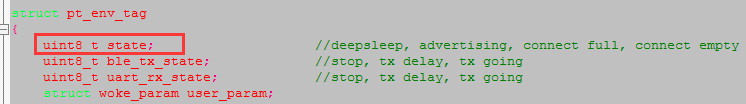 struct pt_env_tag
{
uint8_t state; //deepsleep, advertising, connect full, connect empty
uint8_t ble_tx_state; //stop, tx delay, tx going
uint8_t uart_rx_state; //stop, tx delay, tx going
struct woke_param user_param;